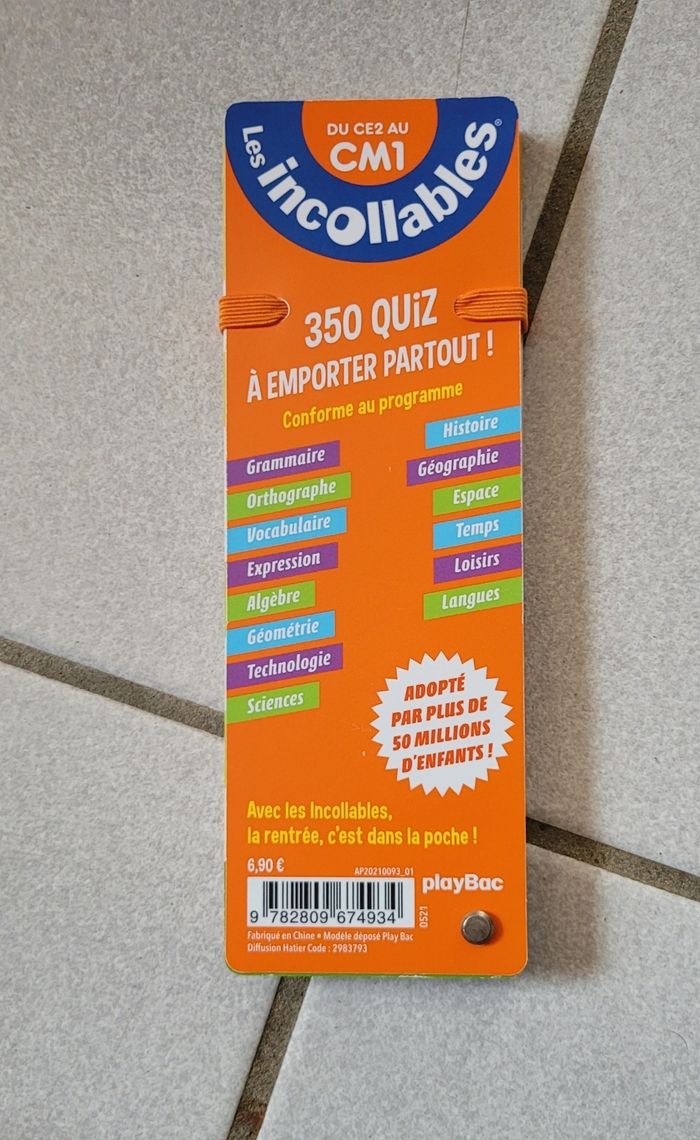 DU CE2 AU
CM1
Les incollables®
350 QUiZ
À EMPORTER PARTOUT !
Conforme au programme
Grammaire
Orthographe
Vocabulaire
Expression
Algèbre
Géométrie
Technologie
Sciences
Histoire
Géographie
Espace
Temps
Loisirs
Langues
ADOPTÉ
PAR PLUS DE
50 MILLIONS
D'ENFANTS !
Avec les Incollables,
la rentrée, c'est dans la poche !
6,90 €
AP20210093_01
playBac
9 782809 674934
0521
Fabriqué en Chine • Modèle déposé Play Bac
Diffusion Hatier Code : 2983793